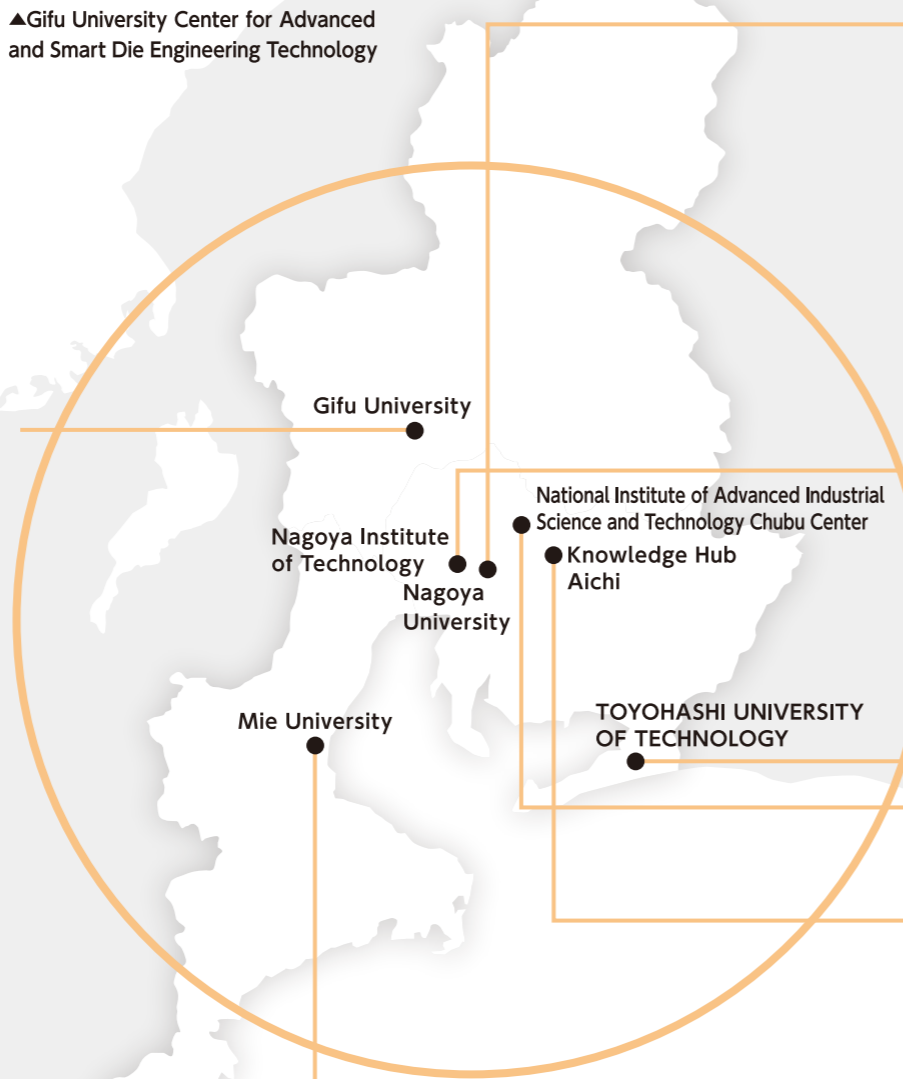 ▲Gifu University Center for Advanced
and Smart Die Engineering Technology
Gifu University
National Institute of Advanced Industrial
Science and Technology Chubu Center
Nagoya Institute
of Technology
Knowledge Hub
Aichi
Nagoya
University
Mie University
TOYOHASHI UNIVERSITY
OF TECHNOLOGY